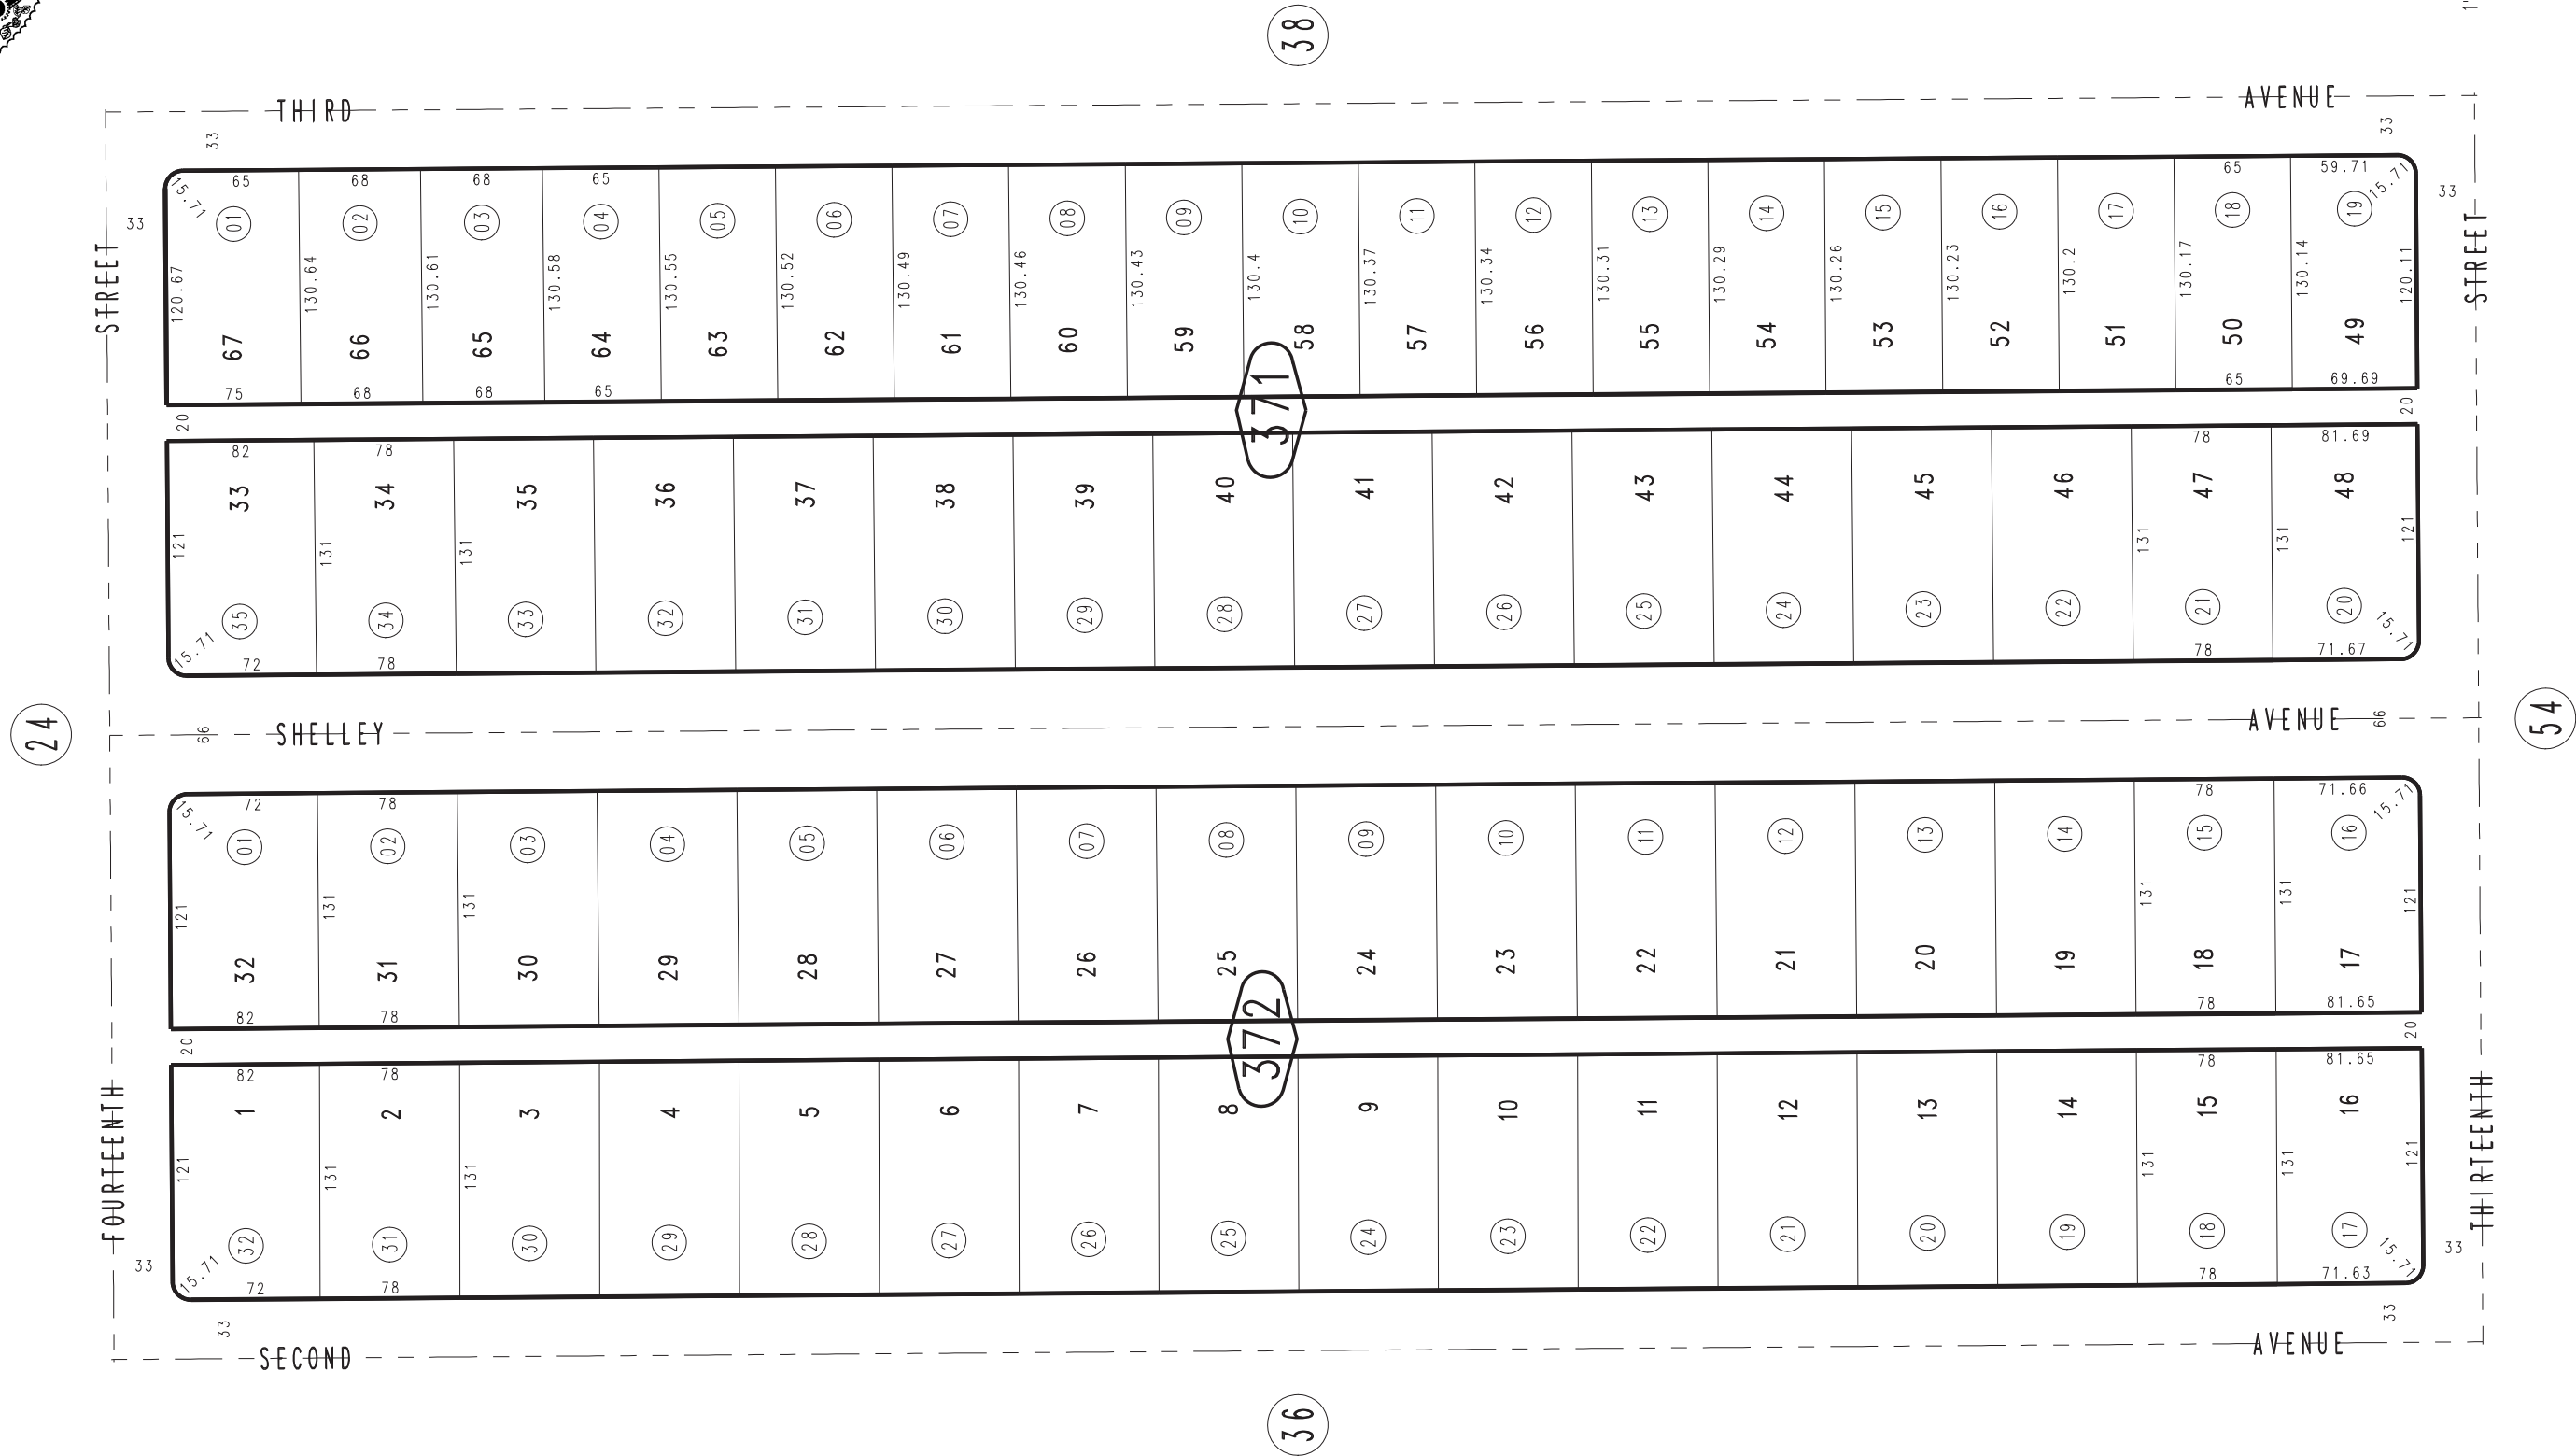 38
THIRD AVENUE
33 33
65 68 68 65 65 59.71
15.71 15.71
33 33
01 02 03 04 05 06 07 08 09 10 11 12 13 14 15 16 17 18 19
STREET STREET
120.67 130.64 130.61 130.58 130.55 130.52 130.49 130.46 130.43 130.4 130.37 130.34 130.31 130.29 130.26 130.23 130.2 130.17 130.14 120.11
67 66 65 64 63 62 61 60 59 58 57 56 55 54 53 52 51 50 49
75 68 68 65 65 69.69
371
20 20
82 78 78 81.69
33 34 35 36 37 38 39 40 41 42 43 44 45 46 47 48
121 131 131 131 131 121
35 34 33 32 31 30 29 28 27 26 25 24 23 22 21 20
15.71 15.71
72 78 78 71.67
24 54
66 SHELLEY AVENUE 66
72 78 78 71.66
15.71 15.71
01 02 03 04 05 06 07 08 09 10 11 12 13 14 15 16
121 131 131 131 131 121
32 31 30 29 28 27 26 25 24 23 22 21 20 19 18 17
82 78 78 81.65
372
20 20
82 78 78 81.65
1 2 3 4 5 6 7 8 9 10 11 12 13 14 15 16
FOURTEENTH THIRTEENTH
121 131 131 131 131 121
32 31 30 29 28 27 26 25 24 23 22 21 20 19 18 17
15.71 15.71
33 33
72 78 78 71.63
33 33
SECOND AVENUE
36